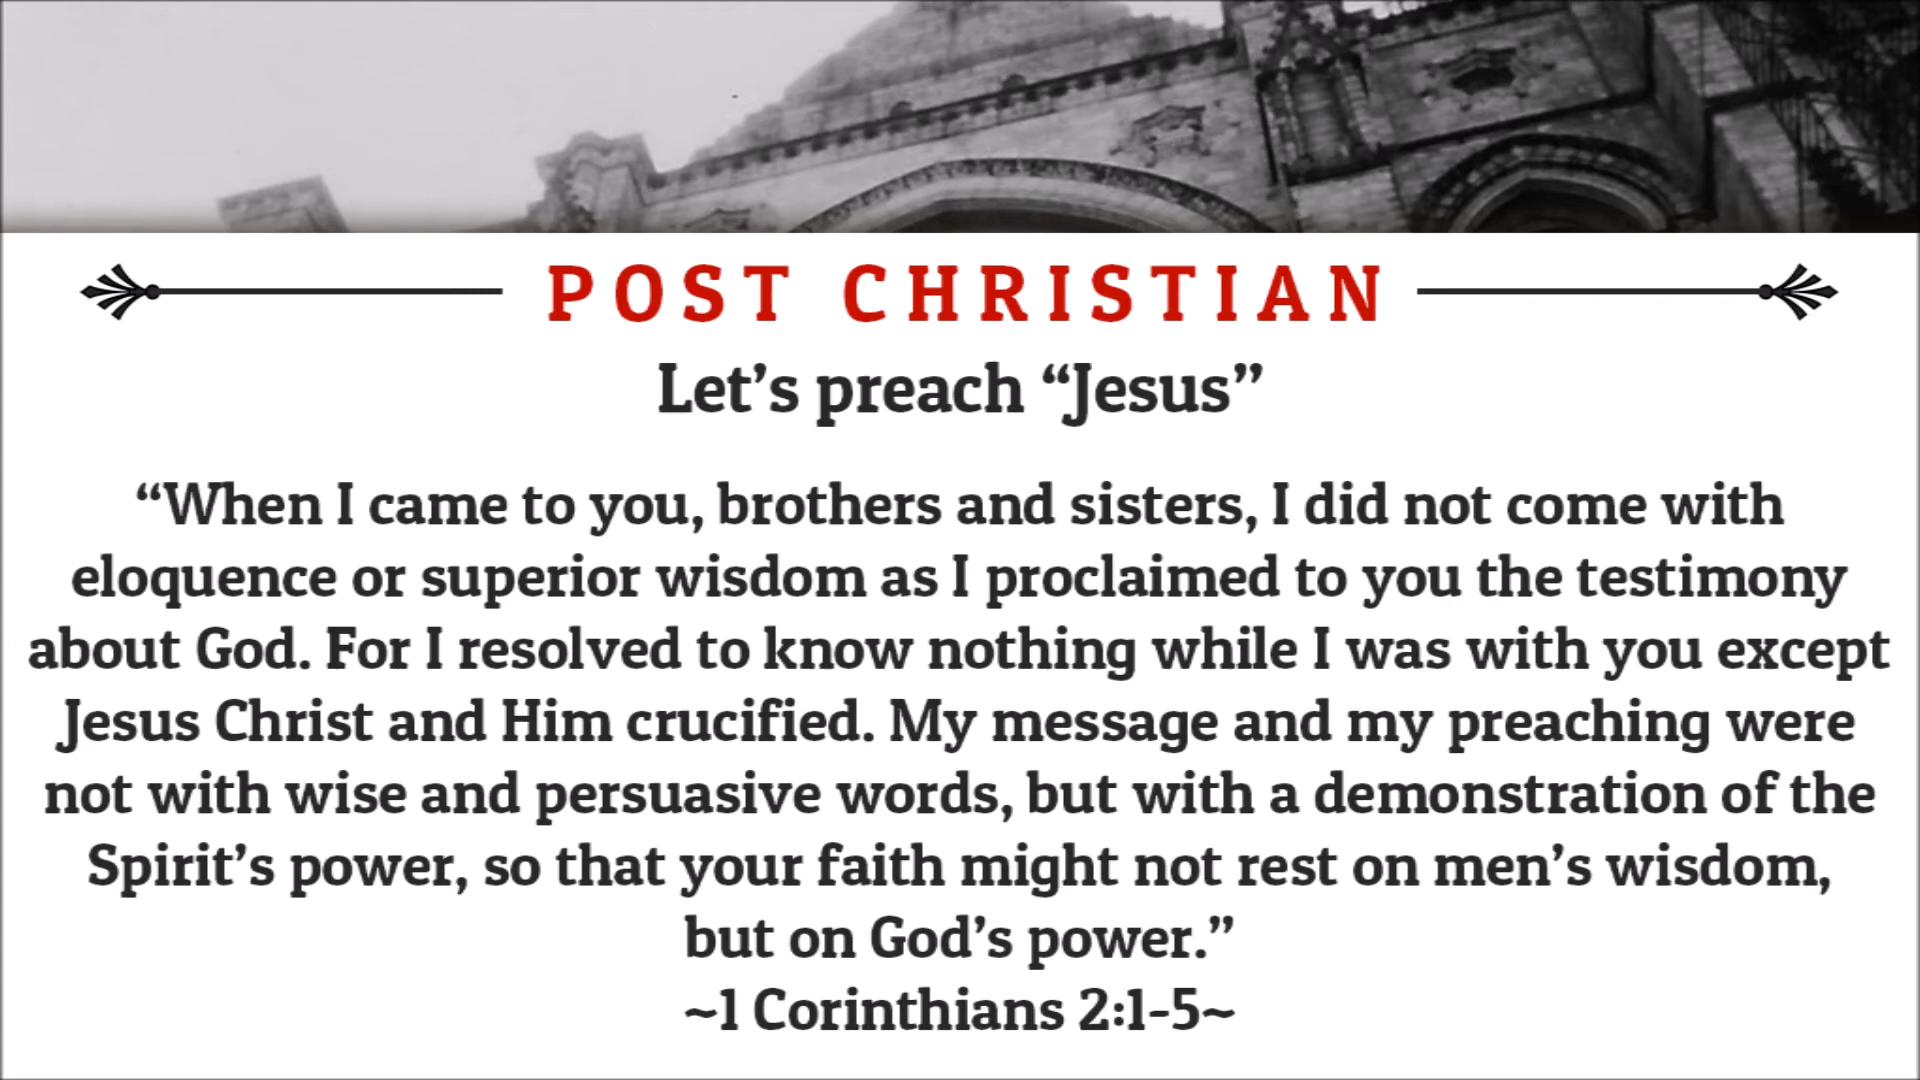 POST CHRISTIAN
Let’s preach “Jesus”
“When I came to you, brothers and sisters, I did not come with
eloquence or superior wisdom as I proclaimed to you the testimony
about God. For I resolved to know nothing while I was with you except
Jesus Christ and Him crucified. My message and my preaching were
not with wise and persuasive words, but with a demonstration of the
Spirit’s power, so that your faith might not rest on men’s wisdom,
but on God’s power.”
~1 Corinthians 2:1-5~